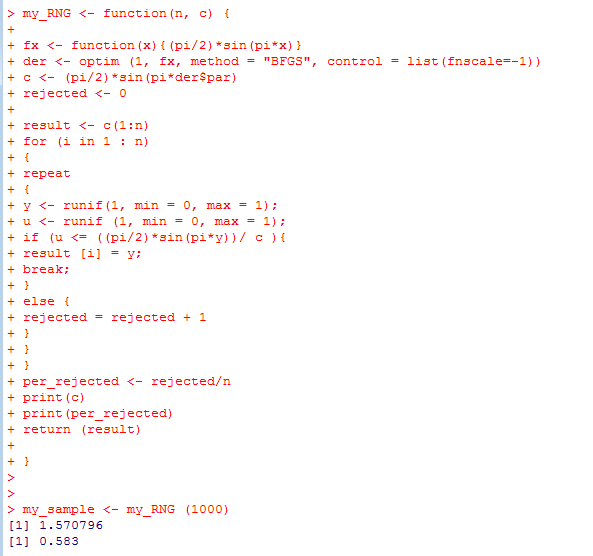 > my_RNG <- function(n, c) {
+
+ fx <- function(x){(pi/2)*sin(pi*x)}
+ der <- optim (1, fx, method = "BFGS", control = list(fnscale=-1))
+ c <- (pi/2)*sin(pi*der$par)
+ rejected <- 0
+
+ result <- c(1:n)
+ for (i in 1 : n)
+ {
+ repeat
+ {
+ y <- runif(1, min = 0, max = 1);
+ u <- runif (1, min = 0, max = 1);
+ if (u <= ((pi/2)*sin(pi*y))/ c ){
+ result [i] = y;
+ break;
+ }
+ else {
+ rejected = rejected + 1
+ }
+ }
+ }
+ per_rejected <- rejected/n
+ print(c)
+ print(per_rejected)
+ return (result)
+
+ }
>
>
> my_sample <- my_RNG (1000)
[1] 1.570796
[1] 0.583